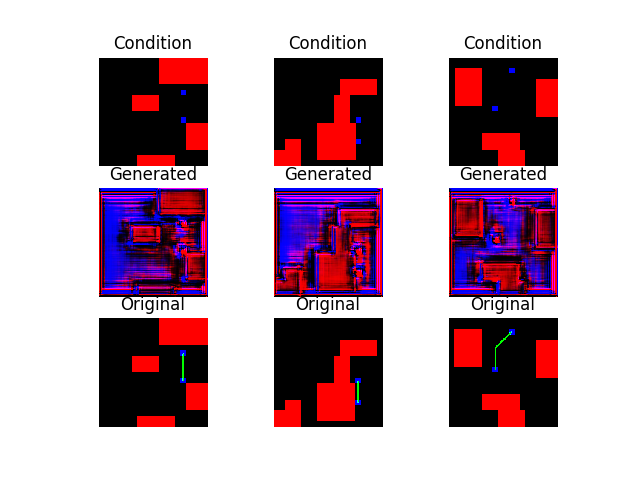 Condition
Condition
Condition
Generated
Generated
Generated
Original
Original
Original